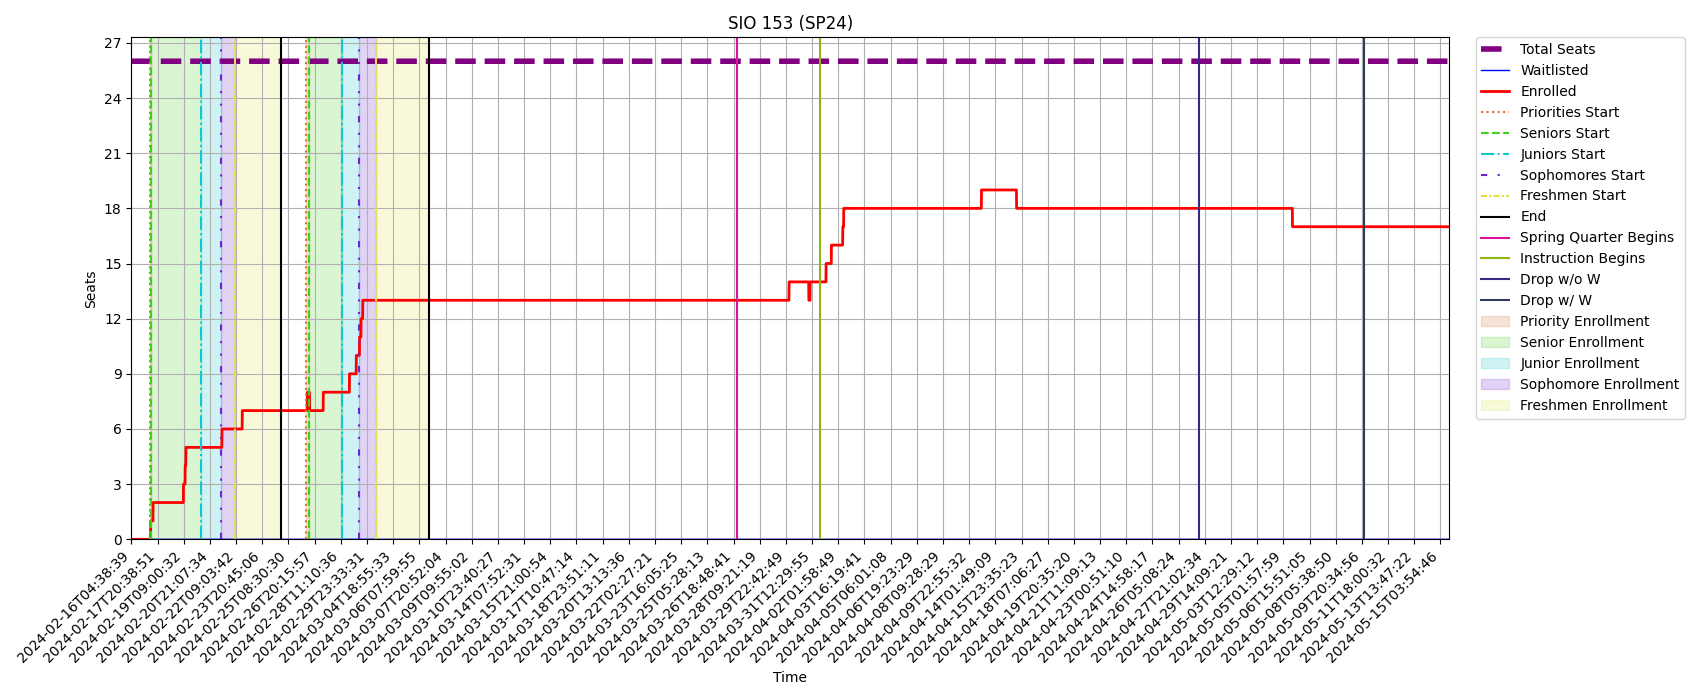 SIO 153 (SP24)
27
24
21
18
15
12
9
6
3
0
Seats
2024-02-16T04:38:39
2024-02-17T20:38:51
2024-02-19T09:00:32
2024-02-20T21:07:34
2024-02-22T09:03:42
2024-02-23T20:45:06
2024-02-25T08:30:30
2024-02-26T20:15:57
2024-02-28T11:10:36
2024-02-29T23:33:31
2024-03-04T18:55:33
2024-03-06T07:59:55
2024-03-07T20:52:04
2024-03-09T09:55:02
2024-03-10T23:40:27
2024-03-14T07:52:31
2024-03-15T21:00:54
2024-03-17T10:47:14
2024-03-18T23:51:11
2024-03-20T13:13:36
2024-03-22T02:27:21
2024-03-23T16:05:25
2024-03-25T05:28:13
2024-03-26T18:48:41
2024-03-28T09:21:19
2024-03-29T22:42:49
2024-03-31T12:29:55
2024-04-02T01:58:49
2024-04-03T16:19:41
2024-04-05T06:01:08
2024-04-06T19:23:29
2024-04-08T09:28:29
2024-04-09T22:55:32
2024-04-14T01:49:09
2024-04-15T23:35:23
2024-04-18T07:06:27
2024-04-19T20:35:20
2024-04-21T11:09:13
2024-04-23T00:51:10
2024-04-24T14:58:17
2024-04-26T05:08:24
2024-04-27T21:02:34
2024-04-29T14:09:21
2024-05-03T12:29:12
2024-05-05T01:57:59
2024-05-06T15:51:05
2024-05-08T05:38:50
2024-05-09T20:34:56
2024-05-11T18:00:32
2024-05-13T13:47:22
2024-05-15T03:54:46
Time
Total Seats
Waitlisted
Enrolled
Priorities Start
Seniors Start
Juniors Start
Sophomores Start
Freshmen Start
End
Spring Quarter Begins
Instruction Begins
Drop w/o W
Drop w/ W
Priority Enrollment
Senior Enrollment
Junior Enrollment
Sophomore Enrollment
Freshmen Enrollment